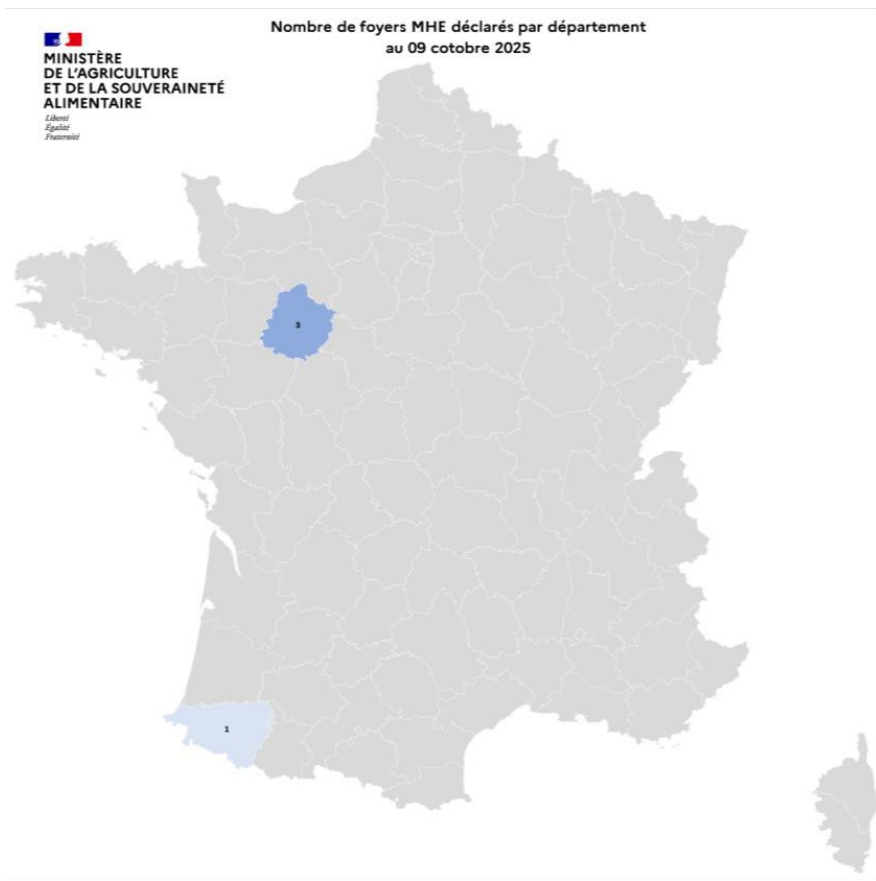 Nombre de foyers MHE déclarés par département
au 09 cotobre 2025
MINISTÈRE
DE L'AGRICULTURE
ET DE LA SOUVERAINETÉ
ALIMENTAIRE
Liberté
Égalité
Fraternité
3
1